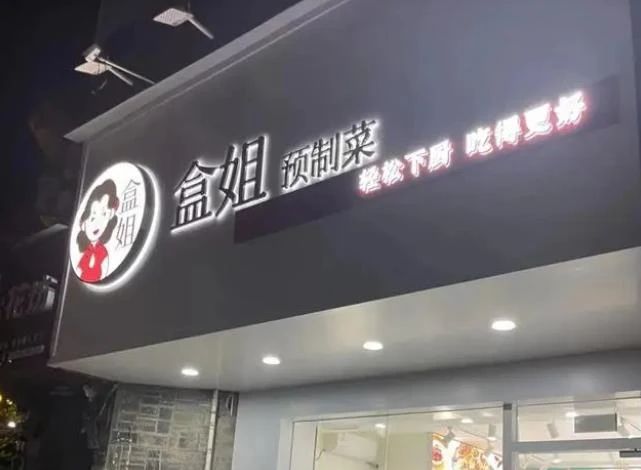 盒姐
盒姐 预制菜
轻松下厨 吃得更好